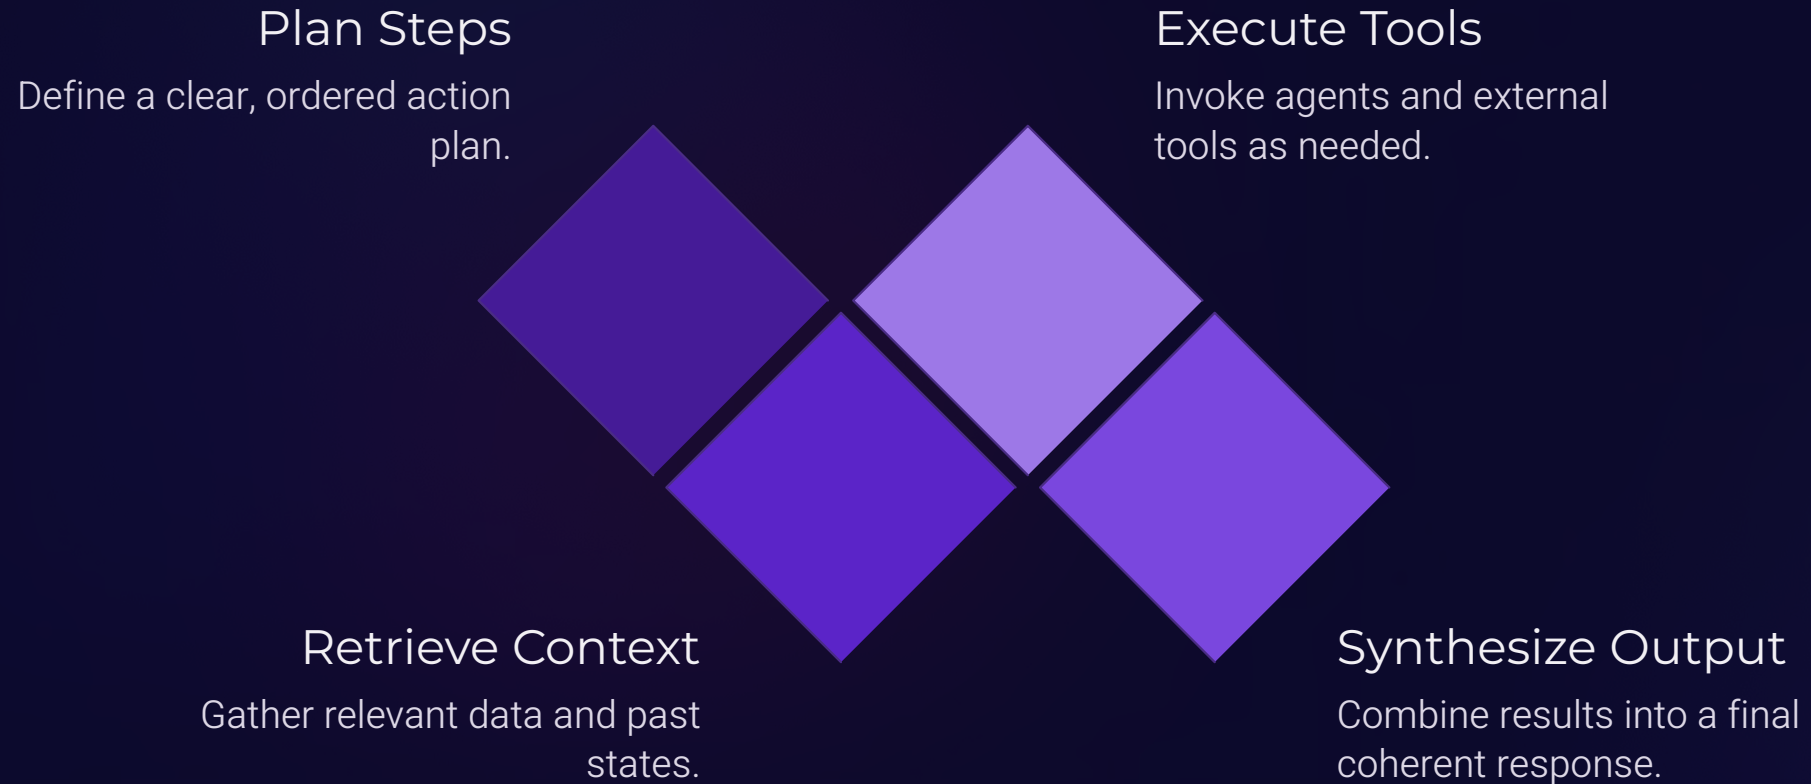 Plan Steps
Define a clear, ordered action
plan.
Execute Tools
Invoke agents and external
tools as needed.
Retrieve Context
Gather relevant data and past
states.
Synthesize Output
Combine results into a final
coherent response.